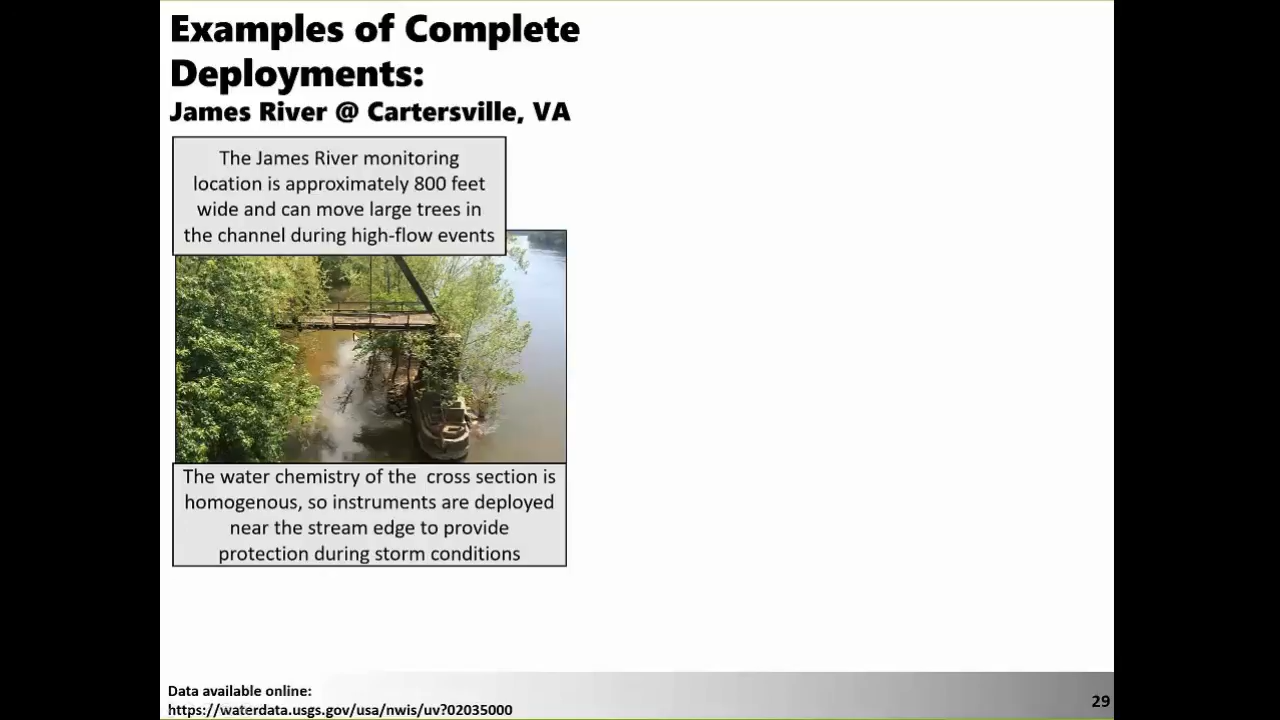 Examples of Complete
Deployments:
James River @ Cartersville, VA
The James River monitoring
location is approximately 800 feet
wide and can move large trees in
the channel during high-flow events
The water chemistry of the  cross section is
homogenous, so instruments are deployed
near the stream edge to provide
protection during storm conditions
Data available online:
https://waterdata.usgs.gov/usa/nwis/uv?02035000
29